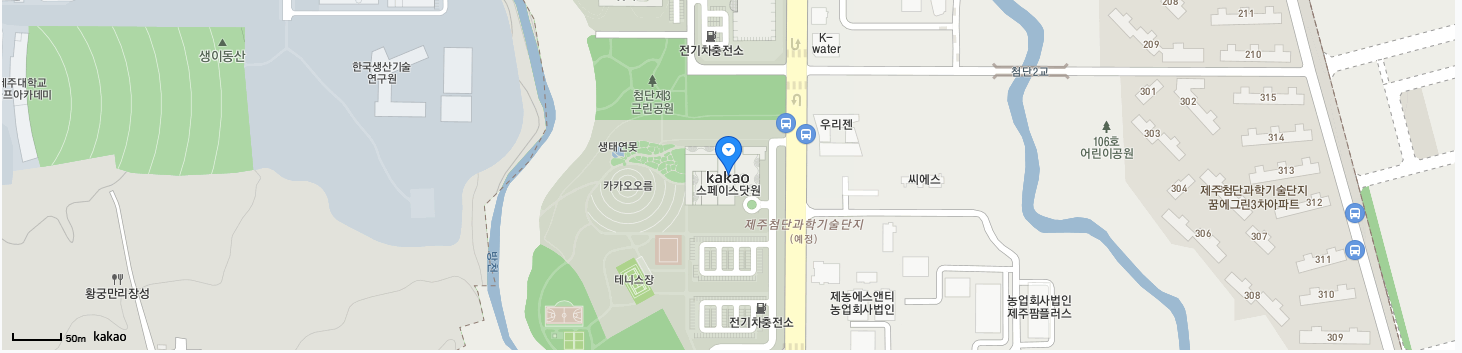 208
211
209
210
K-
water
전기차충전소
생이동산
한국생산기술
연구원
제주대학교
프아카데미
첨단2교
첨단제3
근린공원
301
302
315
우리젠
303
314
106호
어린이공원
생태연못
kakao
스페이스닷원
카카오오름
씨에스
313
304
제주첨단과학기술단지
꿈에그린3차아파트
312
제주첨단과학기술단지
(예정)
306
307
311
방천
테니스장
황궁만리장성
제농에스앤티
농업회사법인
농업회사법인
제주팜플러스
308
310
전기차충전소
309
50m
kakao